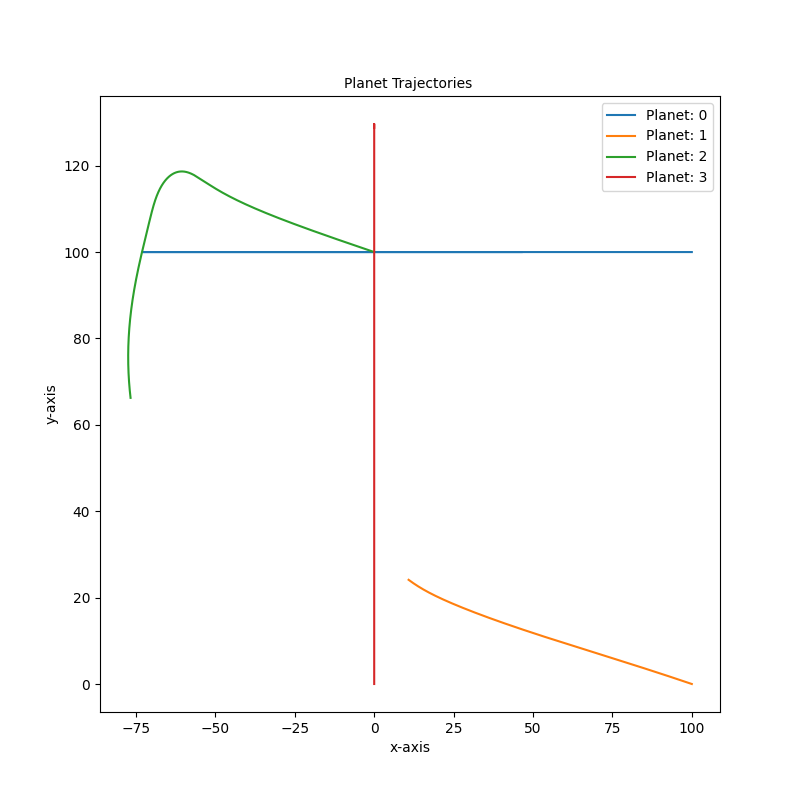 Planet Trajectories
Planet: 0
Planet: 1
Planet: 2
Planet: 3
y-axis
120
100
80
60
40
20
0
−75
−50
−25
0
25
50
75
100
x-axis